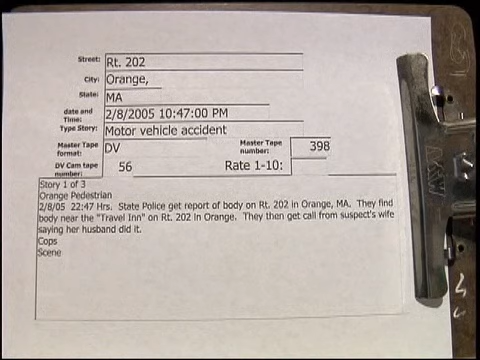 Street: Rt. 202
City: Orange,
State: MA
date and Time: 2/8/2005 10:47:00 PM
Type Story: Motor vehicle accident
Master Tape format: DV Master Tape number: 398
DV Cam tape number: 56 Rate 1-10:
Story 1 of 3
Orange Pedestrian
2/8/05 22:47 Hrs. State Police get report of body on Rt. 202 in Orange, MA. They find
body near the "Travel Inn" on Rt. 202 in Orange. They then get call from suspect's wife
saying her husband did it.
Cops
Scene